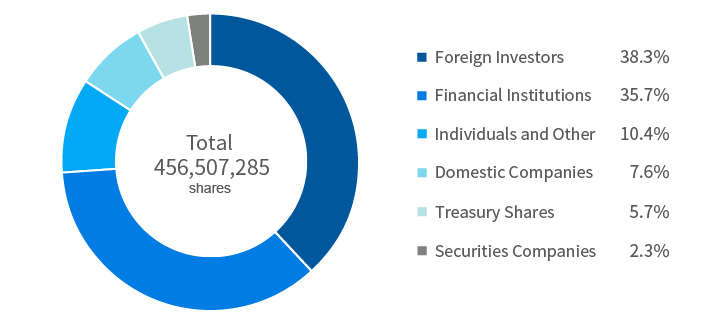 Total
456,507,285
shares
Foreign Investors 38.3%
Financial Institutions 35.7%
Individuals and Other 10.4%
Domestic Companies 7.6%
Treasury Shares 5.7%
Securities Companies 2.3%